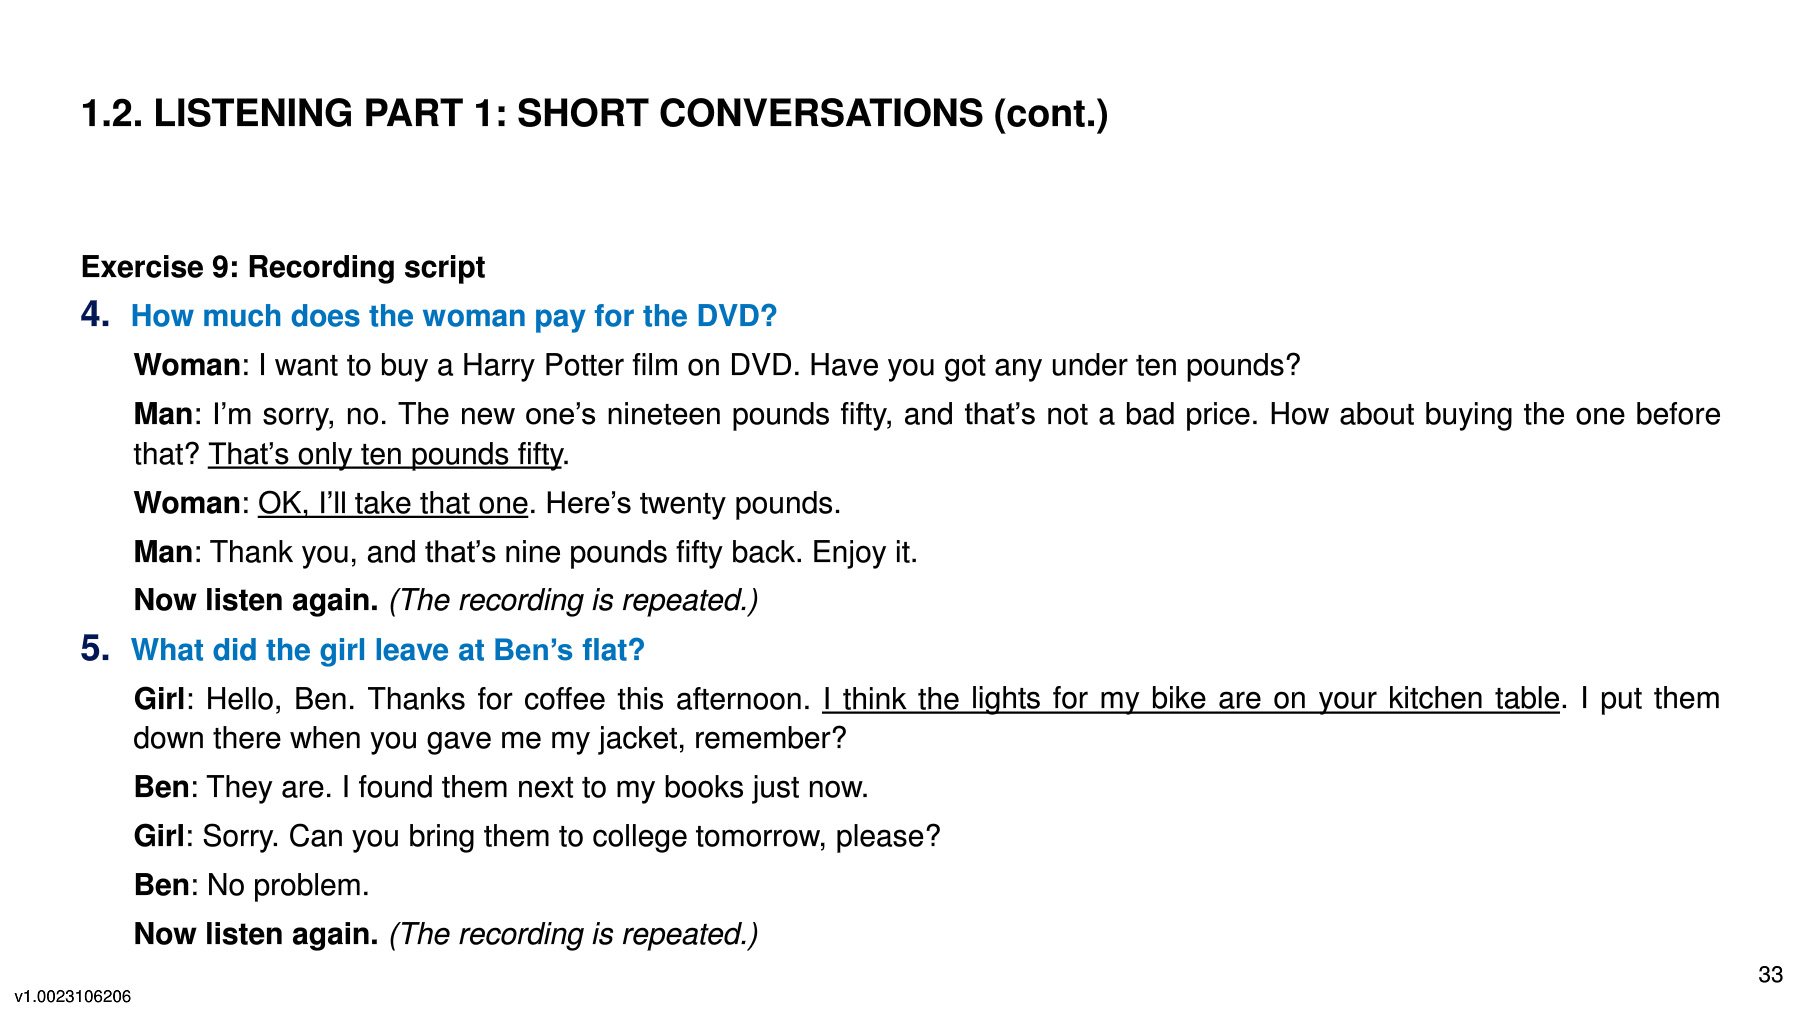 1.2. LISTENING PART 1: SHORT CONVERSATIONS (cont.)
Exercise 9: Recording script
4. How much does the woman pay for the DVD?
Woman: I want to buy a Harry Potter film on DVD. Have you got any under ten pounds?
Man: I’m sorry, no. The new one’s nineteen pounds fifty, and that’s not a bad price. How about buying the one before
that? That’s only ten pounds fifty.
Woman: OK, I’ll take that one. Here’s twenty pounds.
Man: Thank you, and that’s nine pounds fifty back. Enjoy it.
Now listen again. (The recording is repeated.)
5. What did the girl leave at Ben’s flat?
Girl: Hello, Ben. Thanks for coffee this afternoon. I think the lights for my bike are on your kitchen table. I put them
down there when you gave me my jacket, remember?
Ben: They are. I found them next to my books just now.
Girl: Sorry. Can you bring them to college tomorrow, please?
Ben: No problem.
Now listen again. (The recording is repeated.)
33
v1.0023106206